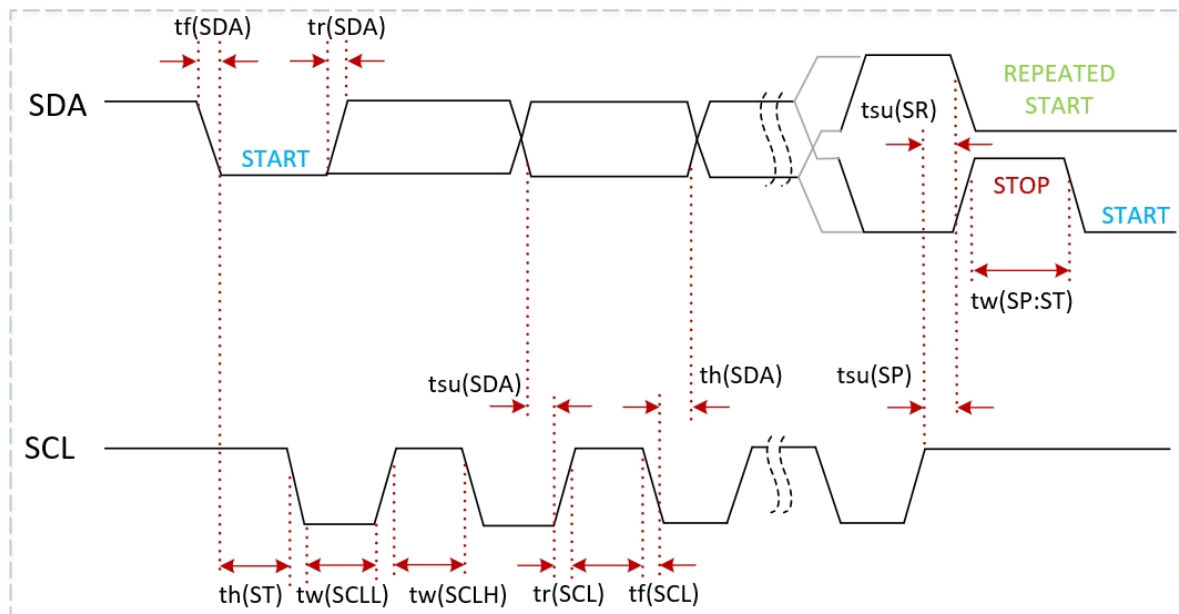 tf(SDA)
tr(SDA)
SDA
START
tsu(SR)
REPEATED
START
STOP
START
tw(SP:ST)
tsu(SDA)
th(SDA)
tsu(SP)
SCL
th(ST)
tw(SCLL)
tw(SCLH)
tr(SCL)
tf(SCL)